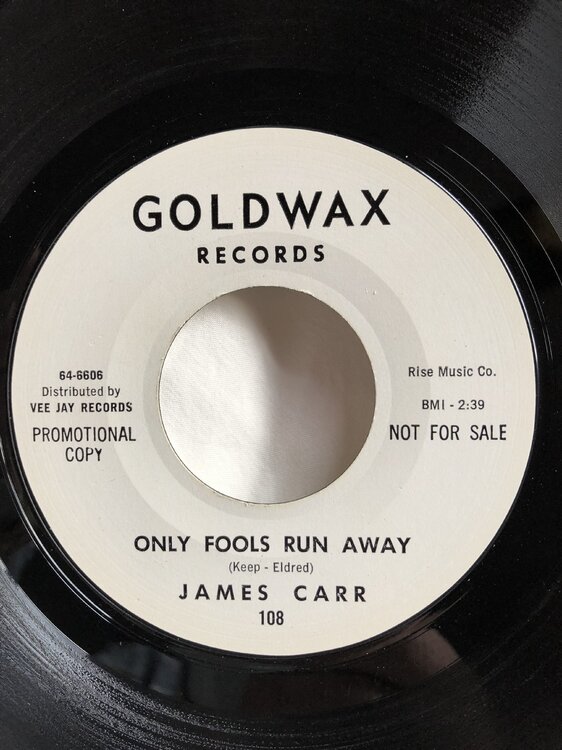 GOLDWAX
RECORDS
64-6606
Distributed by
VEE JAY RECORDS
PROMOTIONAL
COPY
Rise Music Co.
BMI - 2:39
NOT FOR SALE
ONLY FOOLS RUN AWAY
(Keep - Eldred)
JAMES CARR
108